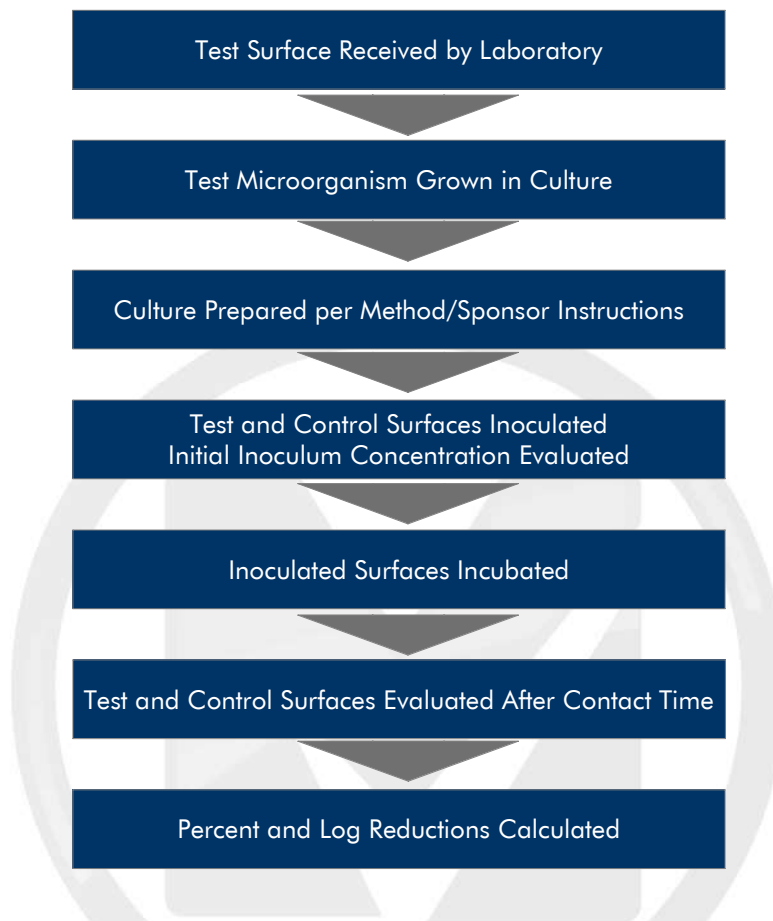 Test Surface Received by Laboratory
Test Microorganism Grown in Culture
Culture Prepared per Method/Sponsor Instructions
Test and Control Surfaces Inoculated
Initial Inoculum Concentration Evaluated
Inoculated Surfaces Incubated
Test and Control Surfaces Evaluated After Contact Time
Percent and Log Reductions Calculated